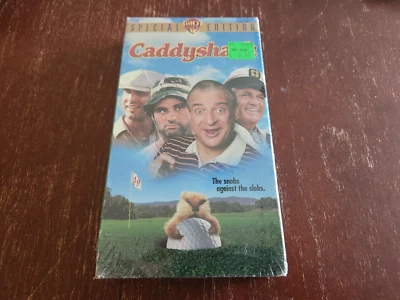 SPECIAL EDITION
Caddysha
The snobs
against the slobs.